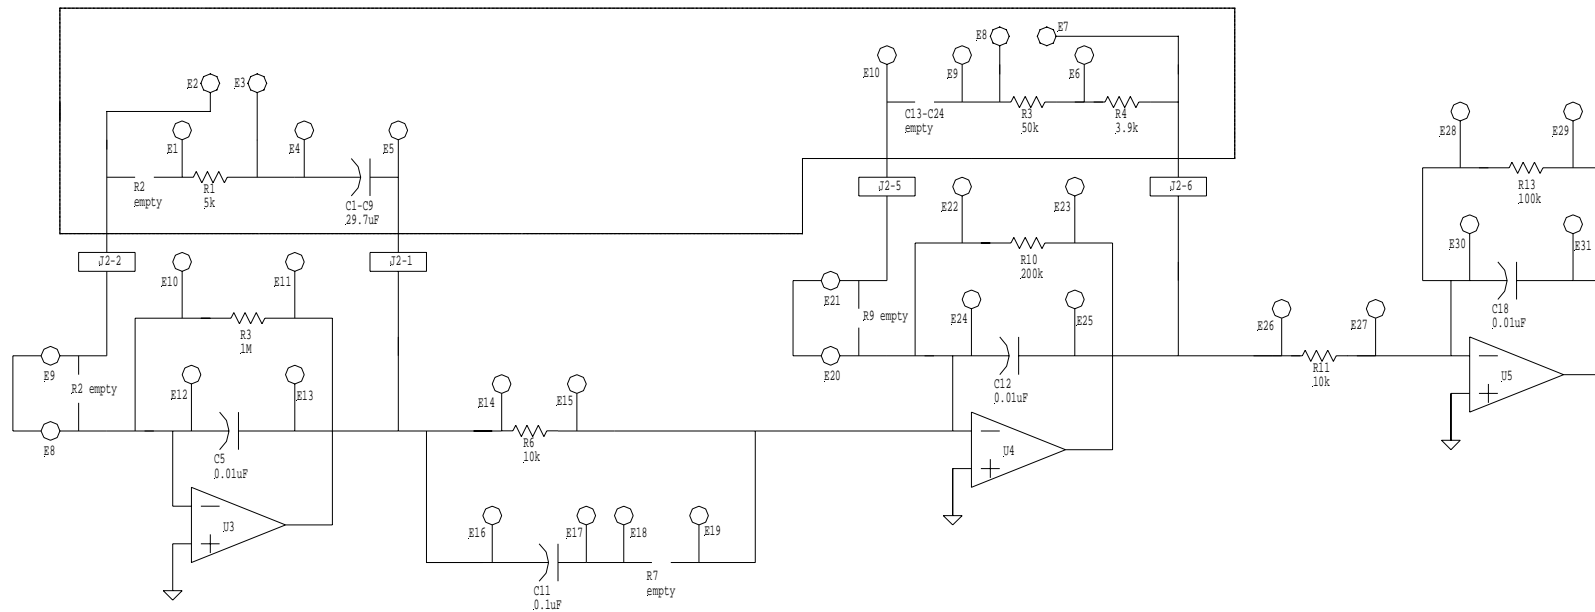 E7
E8
E10
E9
E6
E2
E3
C13-C24
empty
R3
50k
R4
3.9k
E28
E29
E1
E4
E5
R2
empty
R1
5k
C1-C9
29.7uF
J2-5
J2-6
R13
100k
E22
E23
E30
E31
J2-2
J2-1
E10
E11
R10
200k
E21
R9 empty
E24
E25
E26
E27
C18
0.01uF
R3
1M
E9
R2 empty
E12
E13
E20
C12
0.01uF
R11
10k
U5
E8
E14
E15
C5
0.01uF
R6
10k
U4
U3
E16
E17
E18
E19
C11
0.1uF
R7
empty